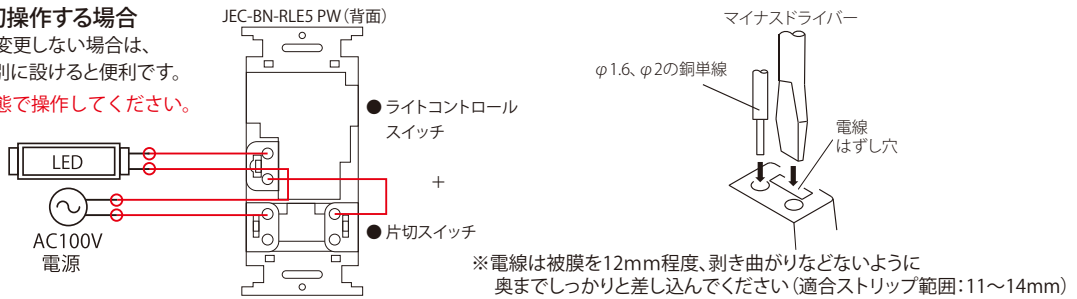 切操作する場合
変更しない場合は、
別に設けると便利です。
態で操作してください。
JEC-BN-RLE5 PW（背面）
● ライトコントロール
スイッチ
+
● 片切スイッチ
LED
AC100V
電源
マイナスドライバー
φ1.6、φ2の銅単線
電線
はずし穴
※電線は被膜を12mm程度、剥き曲がりなどないように
奥までしっかりと差し込んでください（適合ストリップ範囲：11〜14mm）